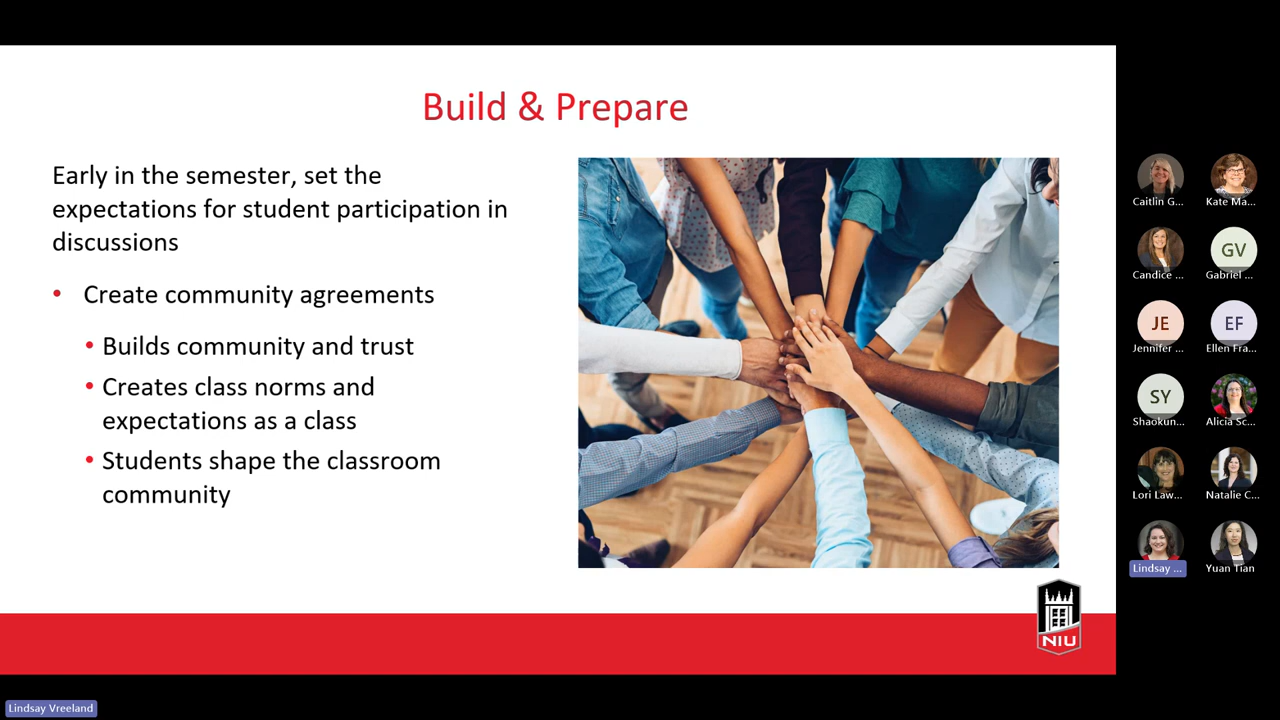 Build & Prepare
Early in the semester, set the
expectations for student participation in
discussions
• Create community agreements
• Builds community and trust
• Creates class norms and
expectations as a class
• Students shape the classroom
community
NIU
Caitlin G...
Kate Ma...
Candice ...
GV
Gabriel ...
JE
Jennifer ...
EF
Ellen Fra...
SY
Shaokun...
Alicia Sc...
Lori Law...
Natalie C...
Lindsay ...
Yuan Tian
Lindsay Vreeland